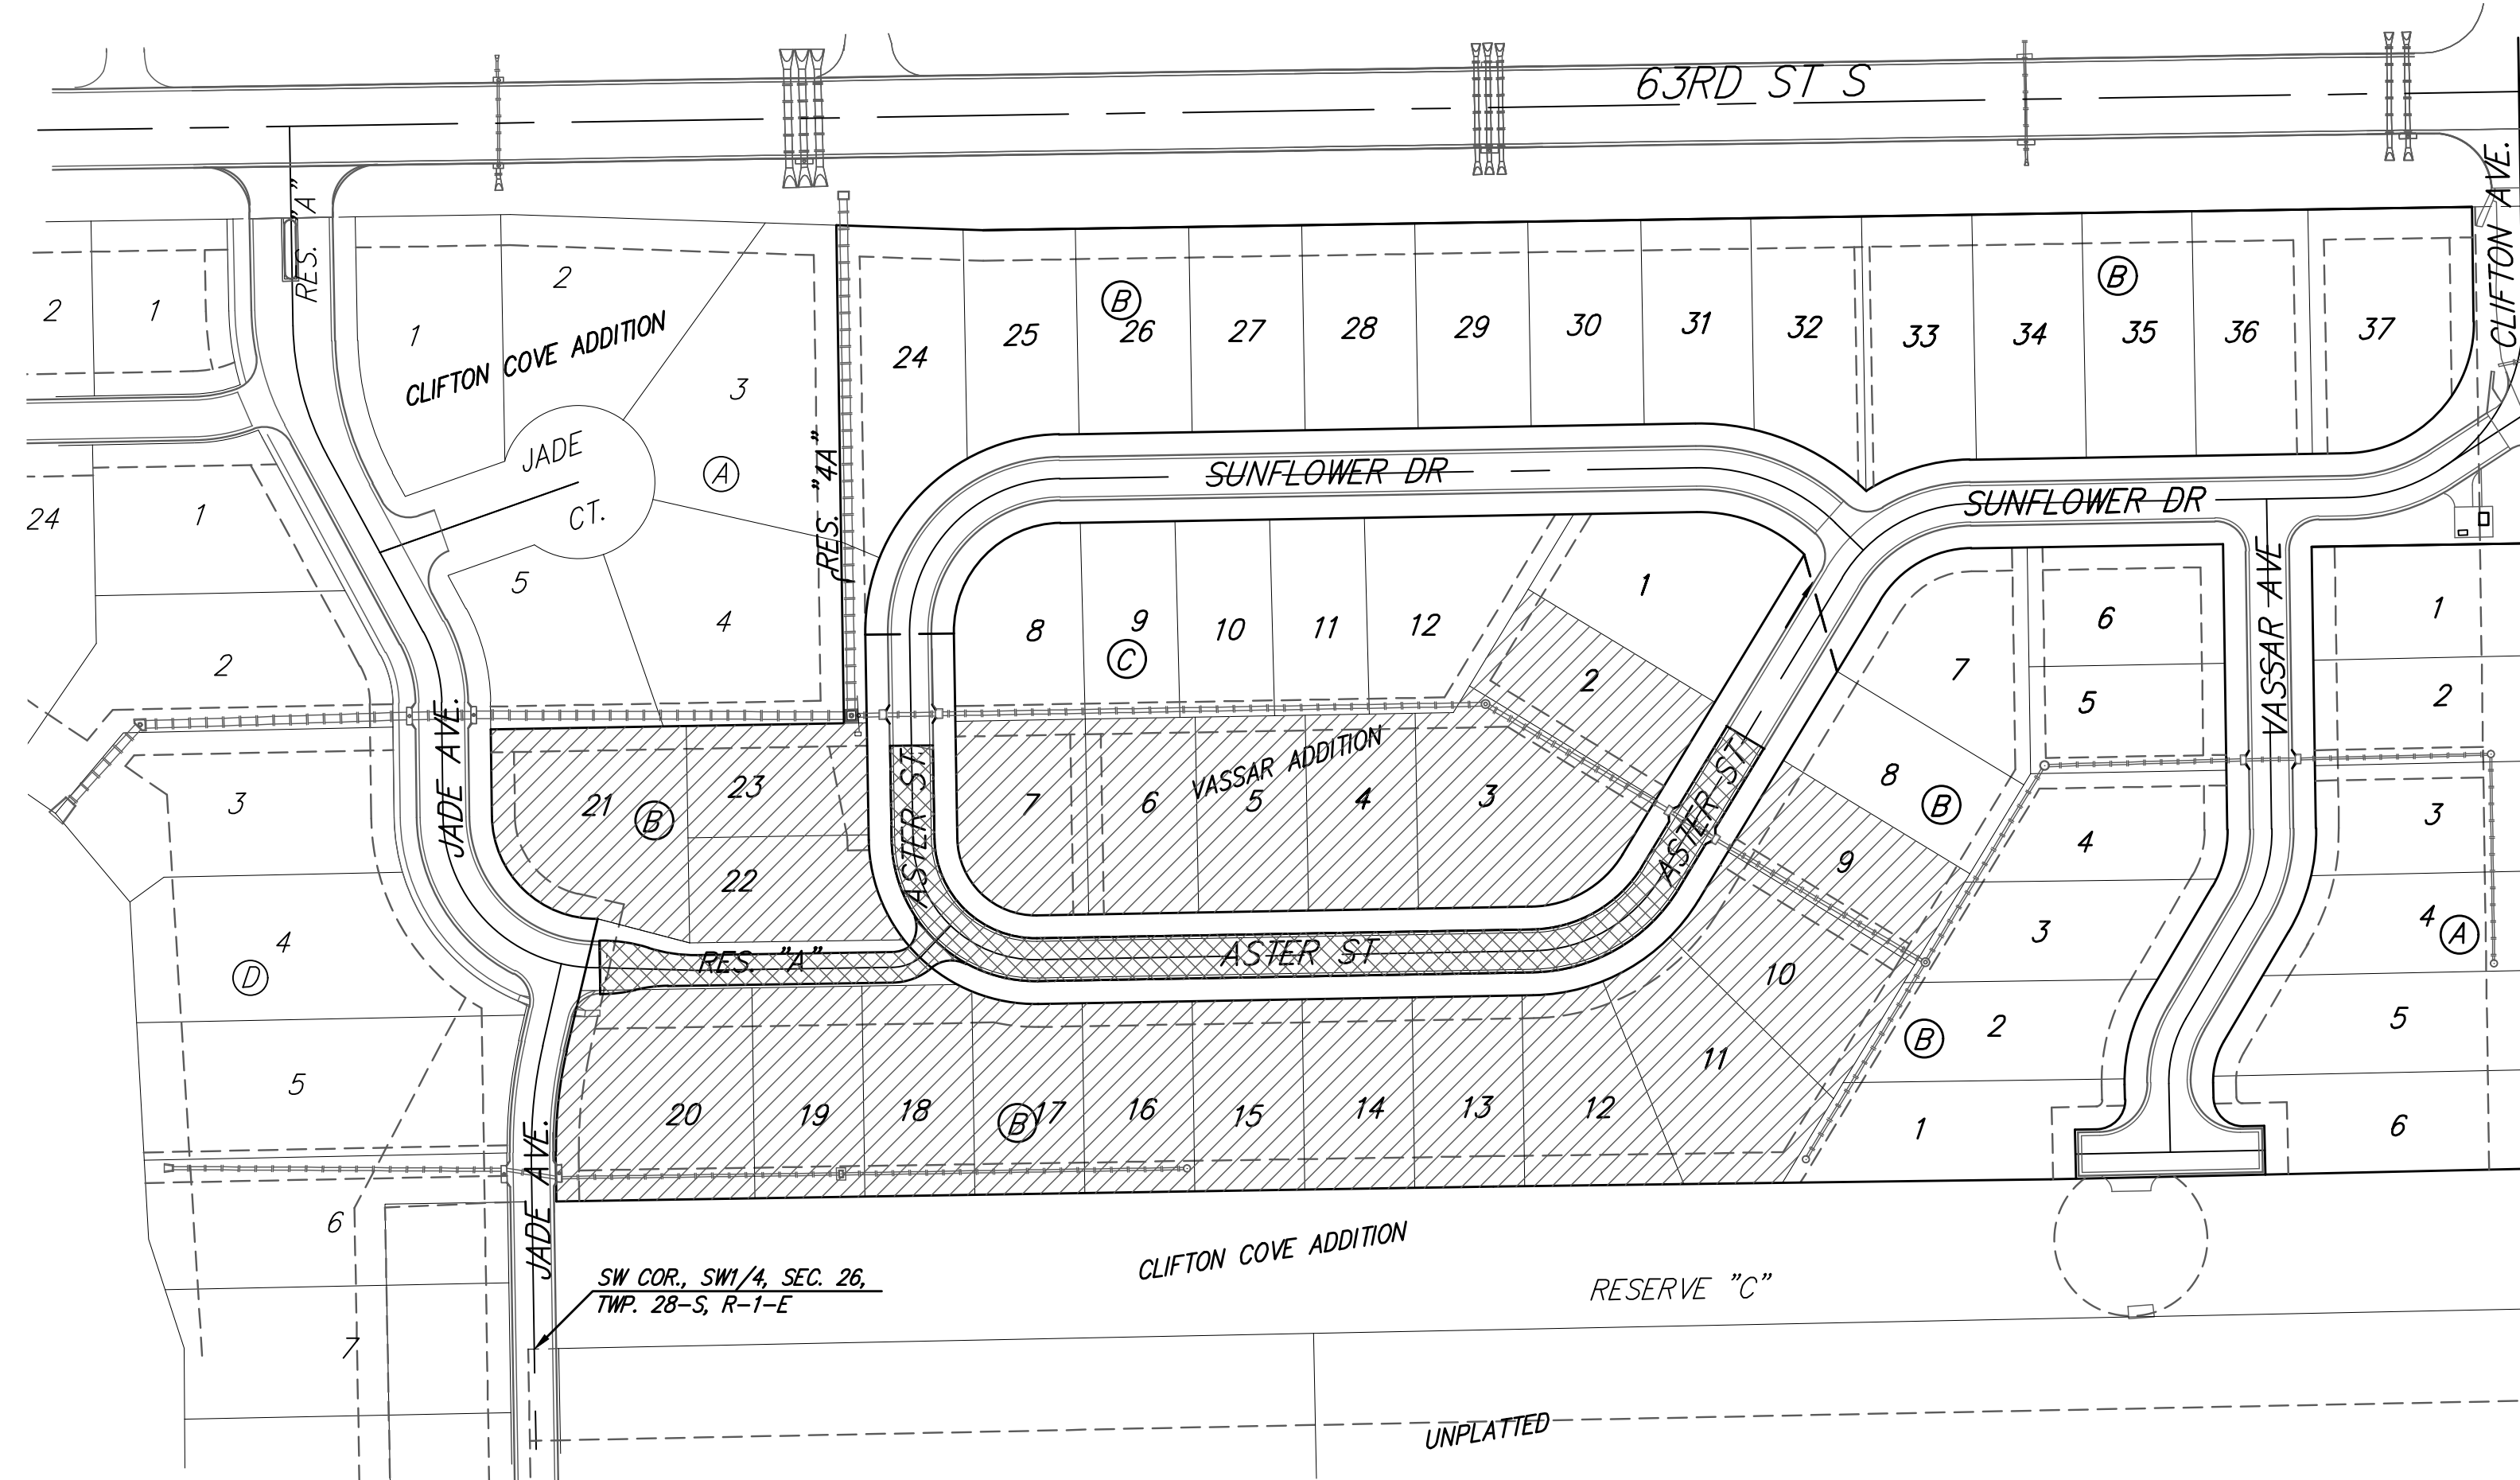 63RD ST S
RES. "A"
CLIFTON AVE.
2
1
1
2
CLIFTON COVE ADDITION
3
JADE
CT.
A
RES. "4A"
5
4
24
25
26
B
27
28
29
30
31
32
33
34
35
B
36
37
SUNFLOWER DR
SUNFLOWER DR
24
1
2
3
4
D
5
6
7
JADE AVE.
8
9
C
10
11
12
1
2
7
6
5
4
3
VASSAR ADDITION
ASTER ST
ASTER ST
ASTER ST
21
B
23
22
RES. "A"
7
8
B
9
10
11
12
13
14
15
16
17
B
18
19
20
6
5
4
3
2
B
1
VASSAR AVE
1
2
3
4
A
5
6
JADE AVE.
SW COR., SW1/4, SEC. 26,
TWP. 28-S, R-1-E
CLIFTON COVE ADDITION
RESERVE "C"
UNPLATTED